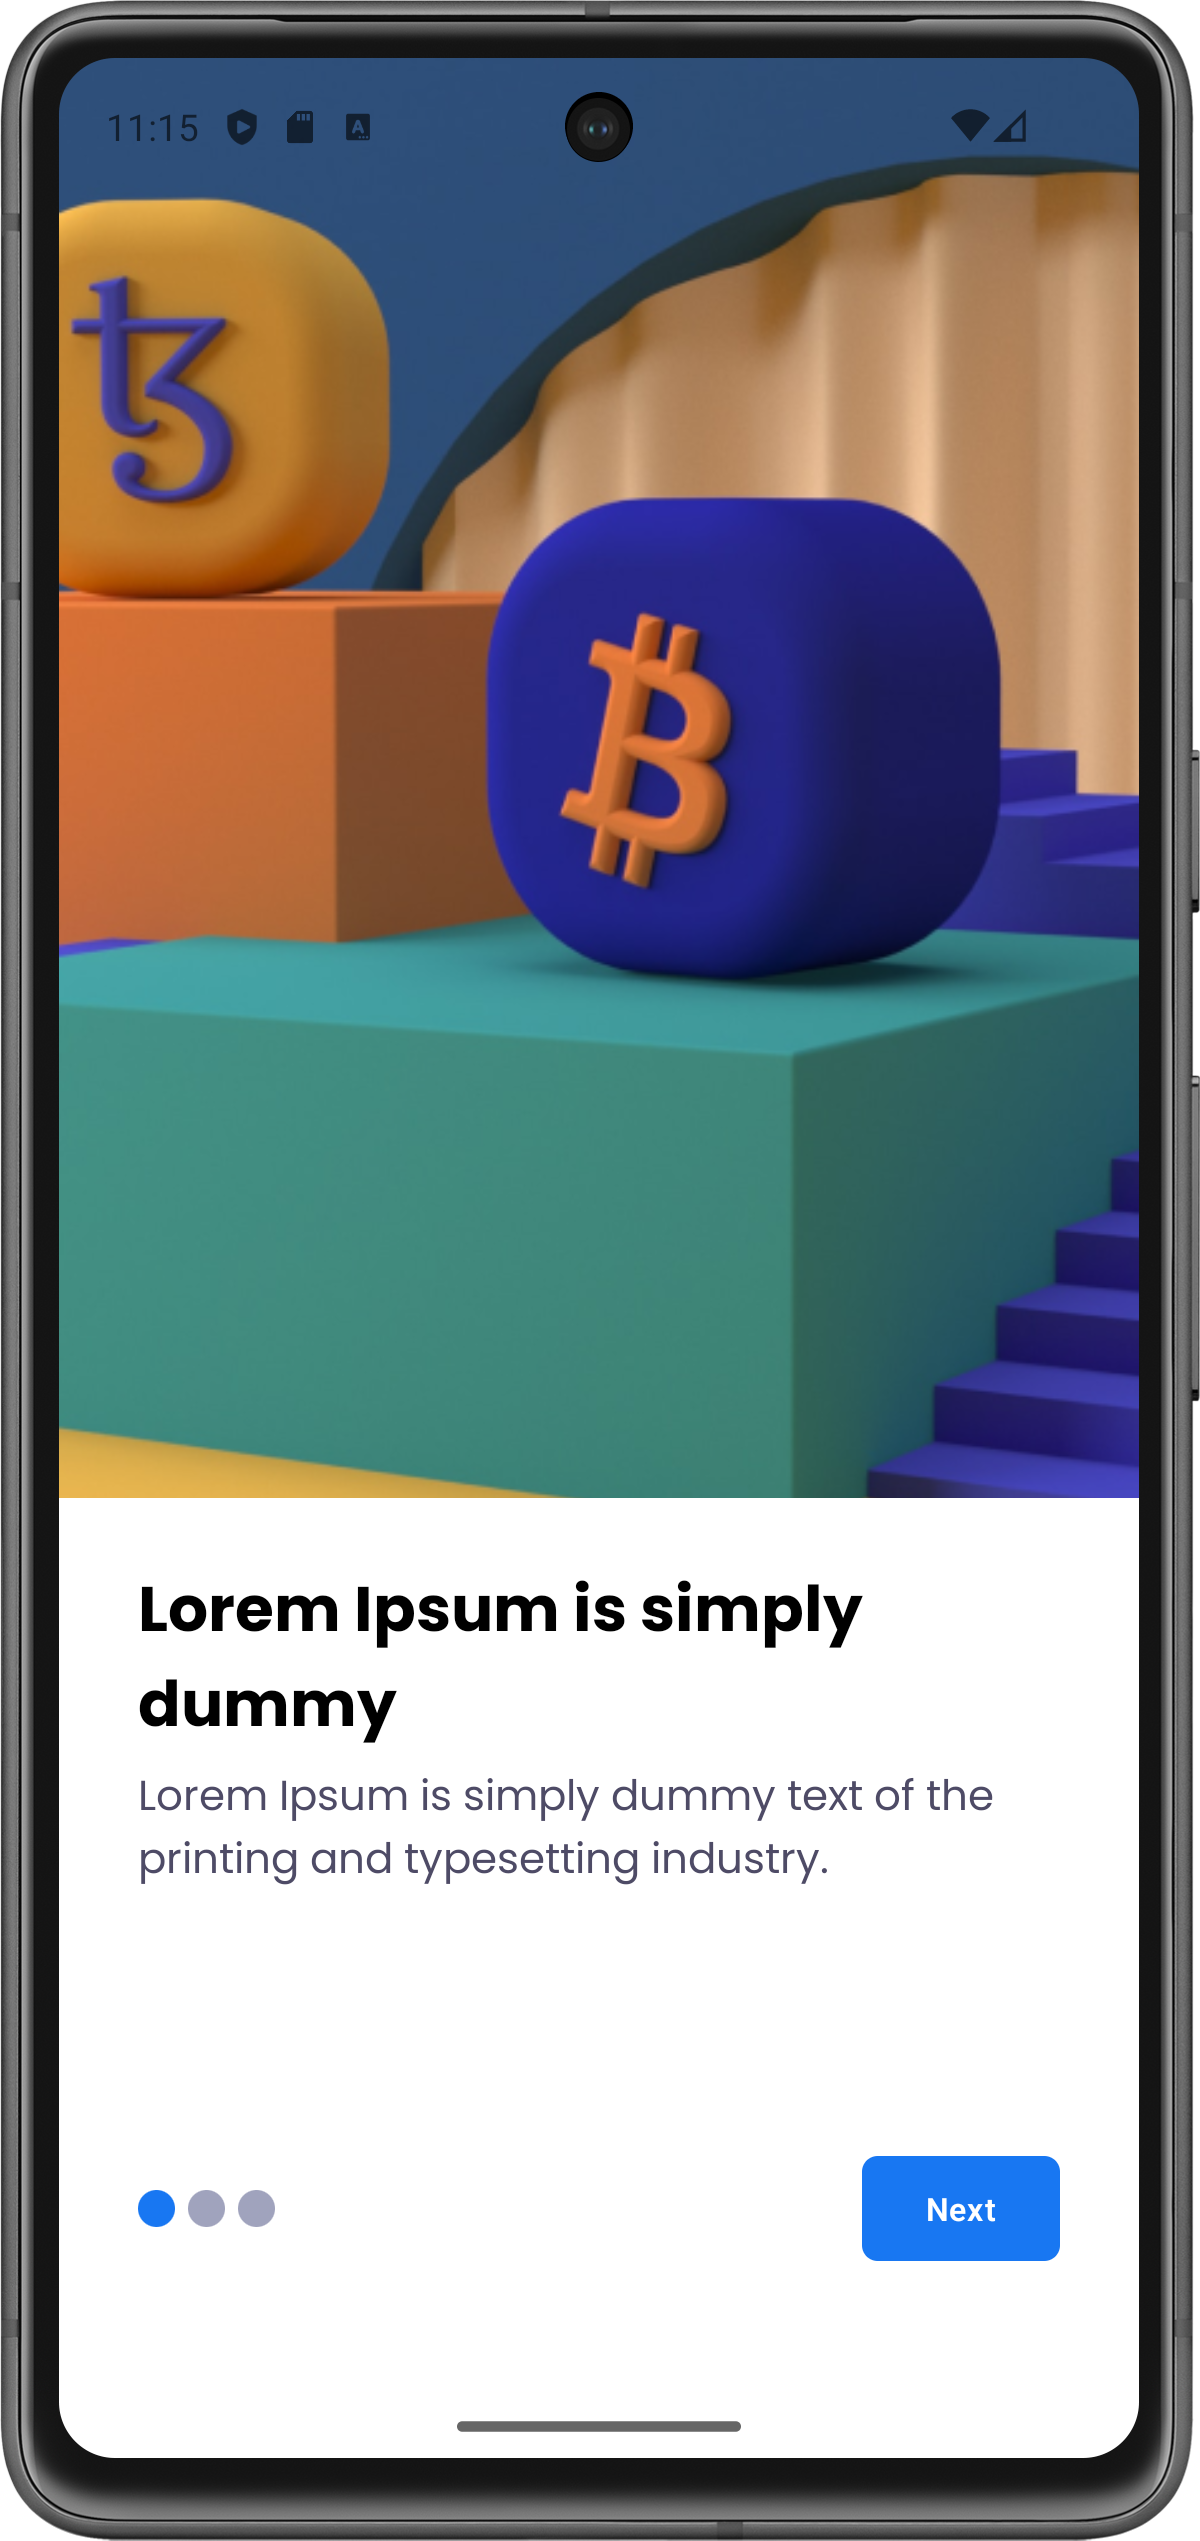 11:15
Lorem Ipsum is simply
dummy
Lorem Ipsum is simply dummy text of the
printing and typesetting industry.
Next